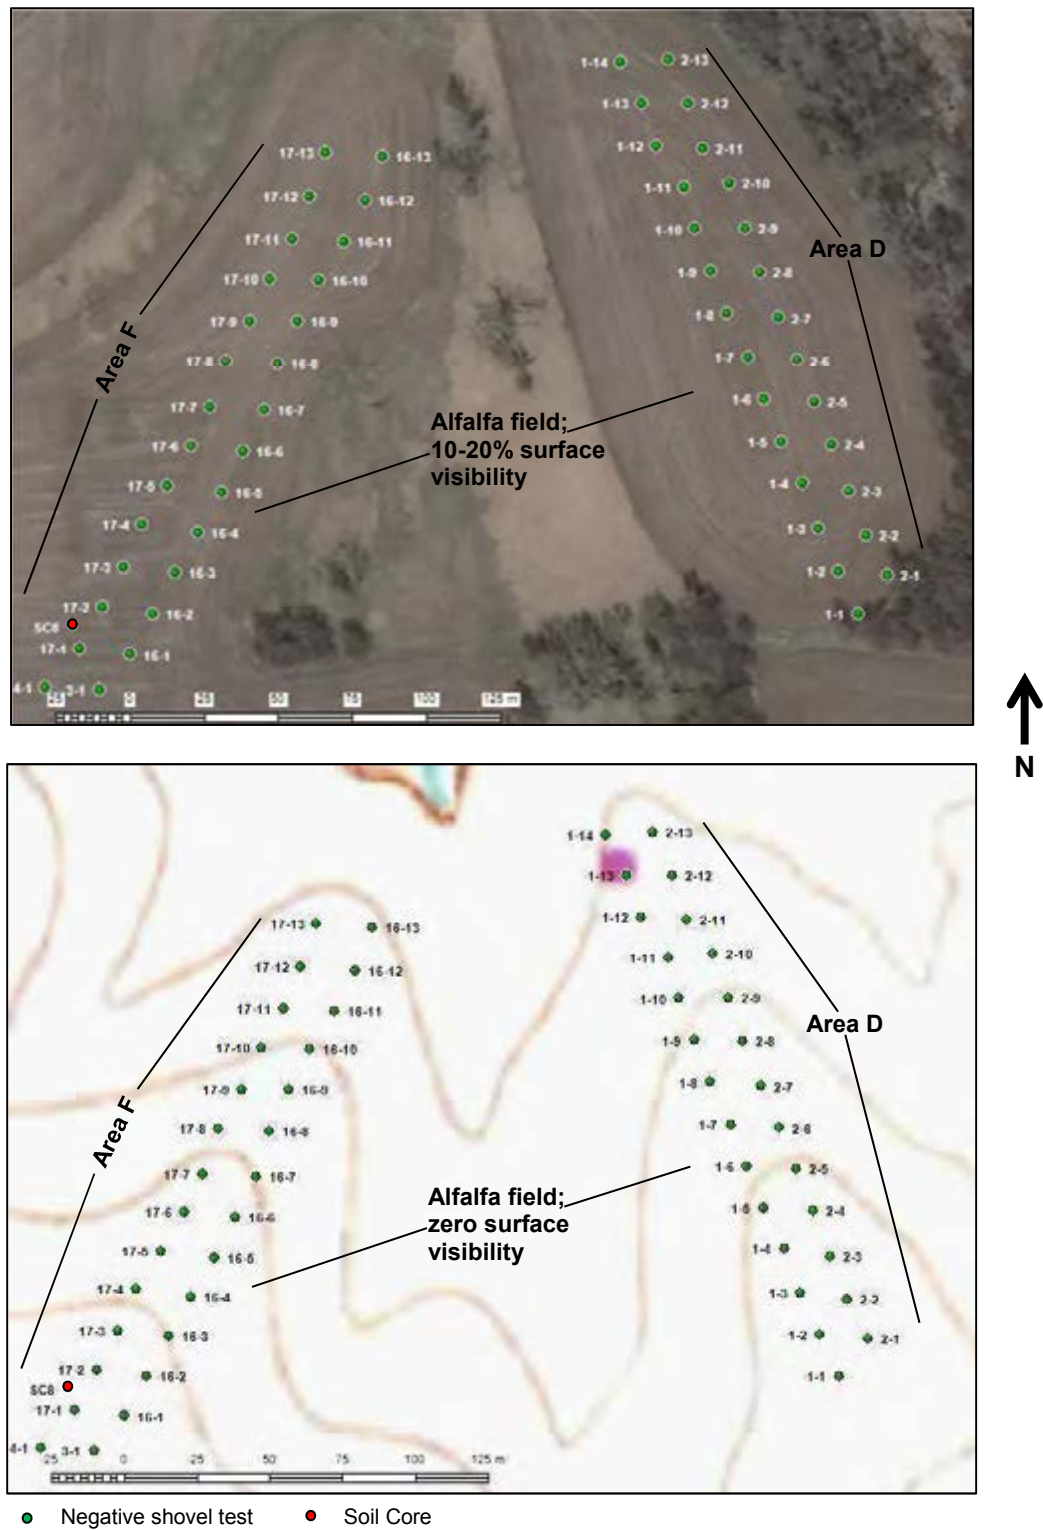 1-14 2-13
1-13 2-12
17-13 16-13 1-12 2-11
17-12 16-12 1-11 2-10
17-11 16-11 1-10 2-9
Area D
17-10 16-10 1-9 2-8
17-9 16-9 1-8 2-7
Area F
17-8 16-8 1-7 2-6
17-7 16-7 1-6 2-5
Alfalfa field;
10-20% surface
visibility
17-6 16-6 1-5 2-4
17-5 16-5 1-4 2-3
17-4 16-4 1-3 2-2
17-3 16-3 1-2 2-1
17-2 16-2 1-1
SC8
17-1 16-1
4-1 3-1
25 0 25 50 75 100 125 m
N
1-14 2-13
1-13 2-12
17-13 16-13 1-12 2-11
17-12 16-12 1-11 2-10
17-11 16-11 1-10 2-9
Area D
17-10 16-10 1-9 2-8
17-9 16-9 1-8 2-7
Area F
17-8 16-8 1-7 2-6
17-7 16-7 1-6 2-5
Alfalfa field;
zero surface
visibility
17-6 16-6 1-5 2-4
17-5 16-5 1-4 2-3
17-4 16-4 1-3 2-2
17-3 16-3 1-2 2-1
17-2 16-2 1-1
SC8
17-1 16-1
4-1 3-1
25 0 25 50 75 100 125 m
Negative shovel test Soil Core